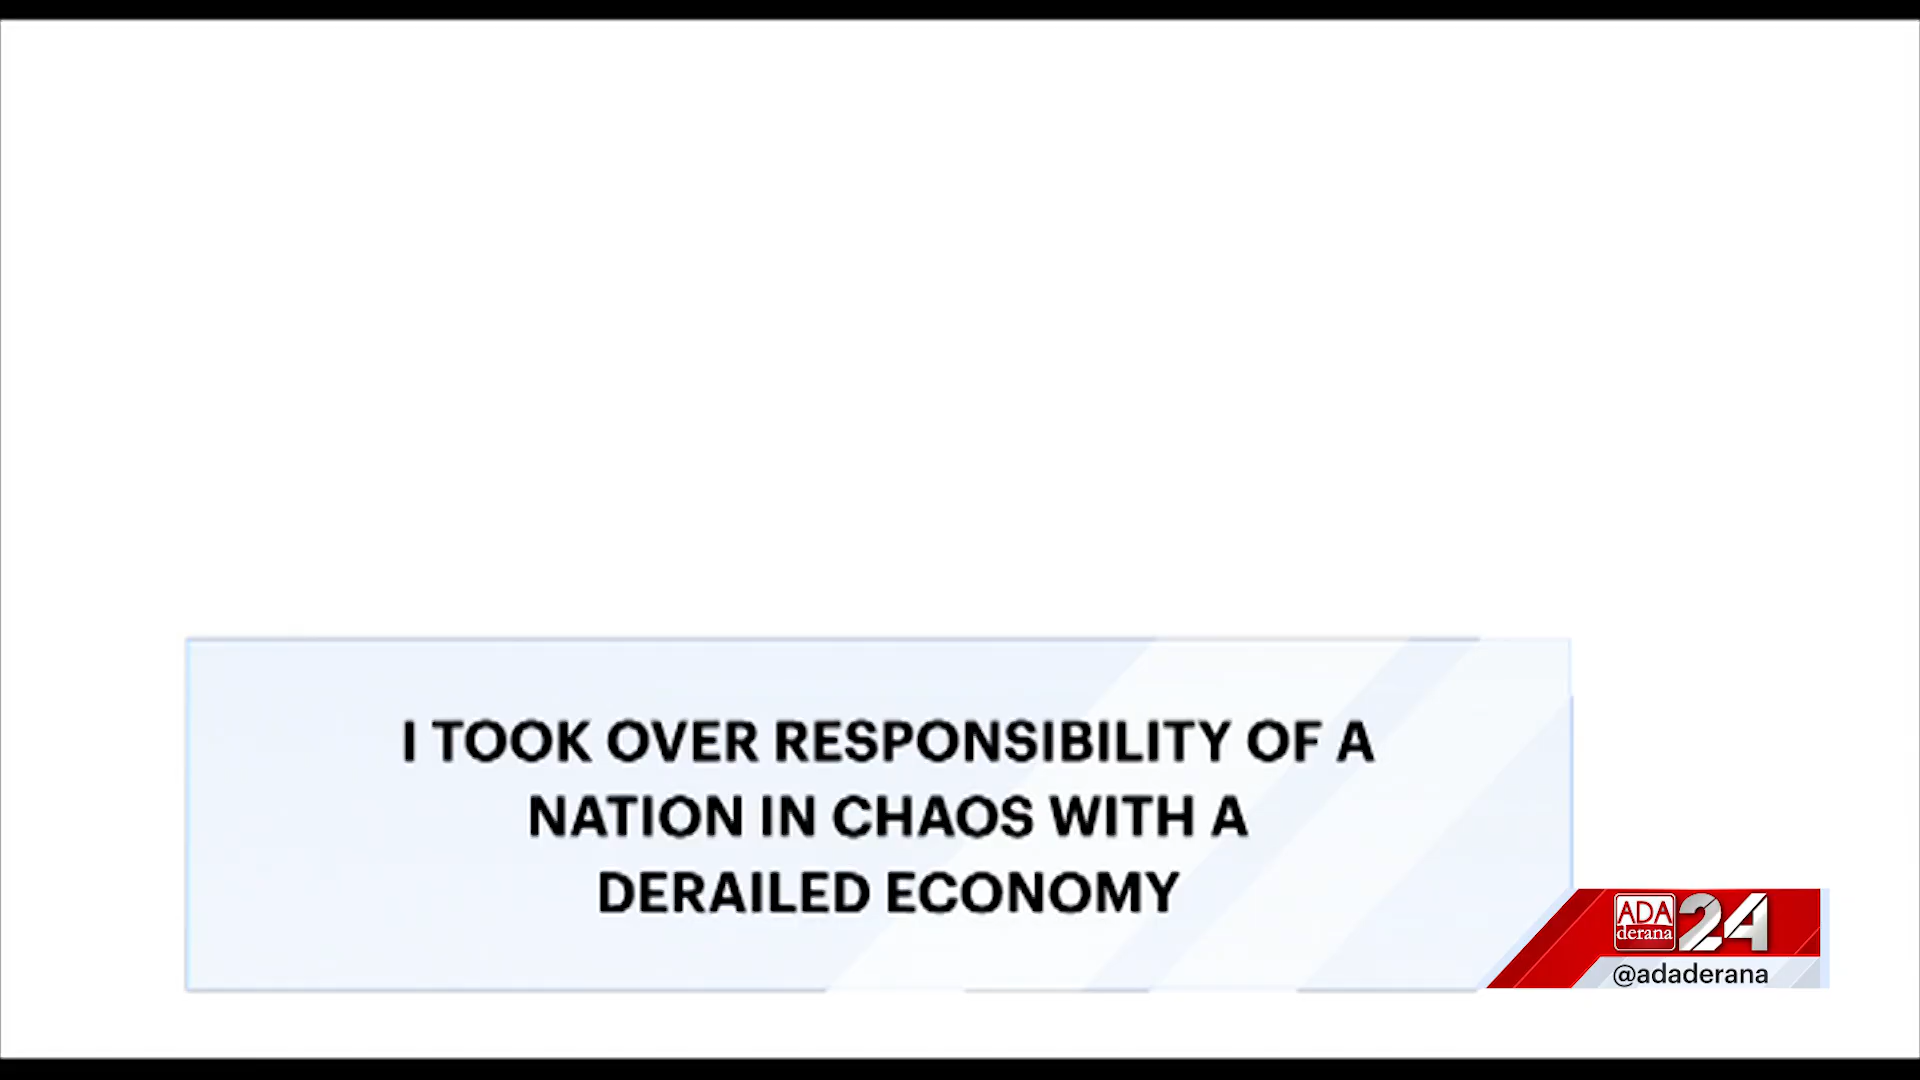 I TOOK OVER RESPONSIBILITY OF A
NATION IN CHAOS WITH A
DERAILED ECONOMY
ADA
derana
24
@adaderana